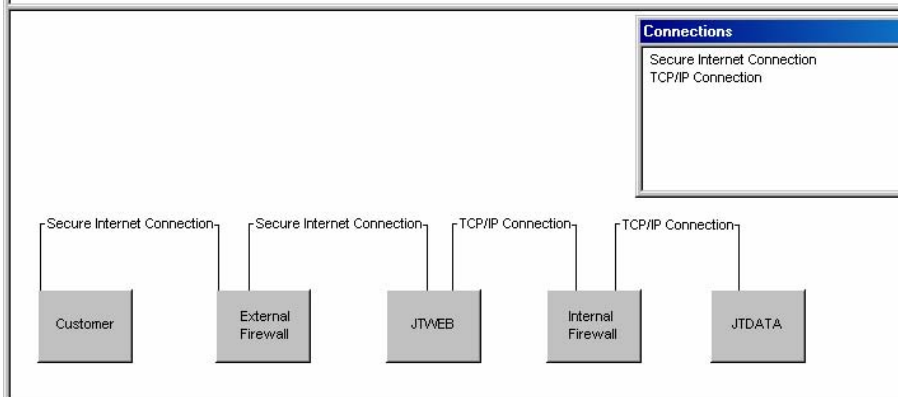 Connections
Secure Internet Connection
TCP/IP Connection
Secure Internet Connection
Secure Internet Connection
TCP/IP Connection
TCP/IP Connection
Customer
External
Firewall
JTWEB
Internal
Firewall
JTDATA